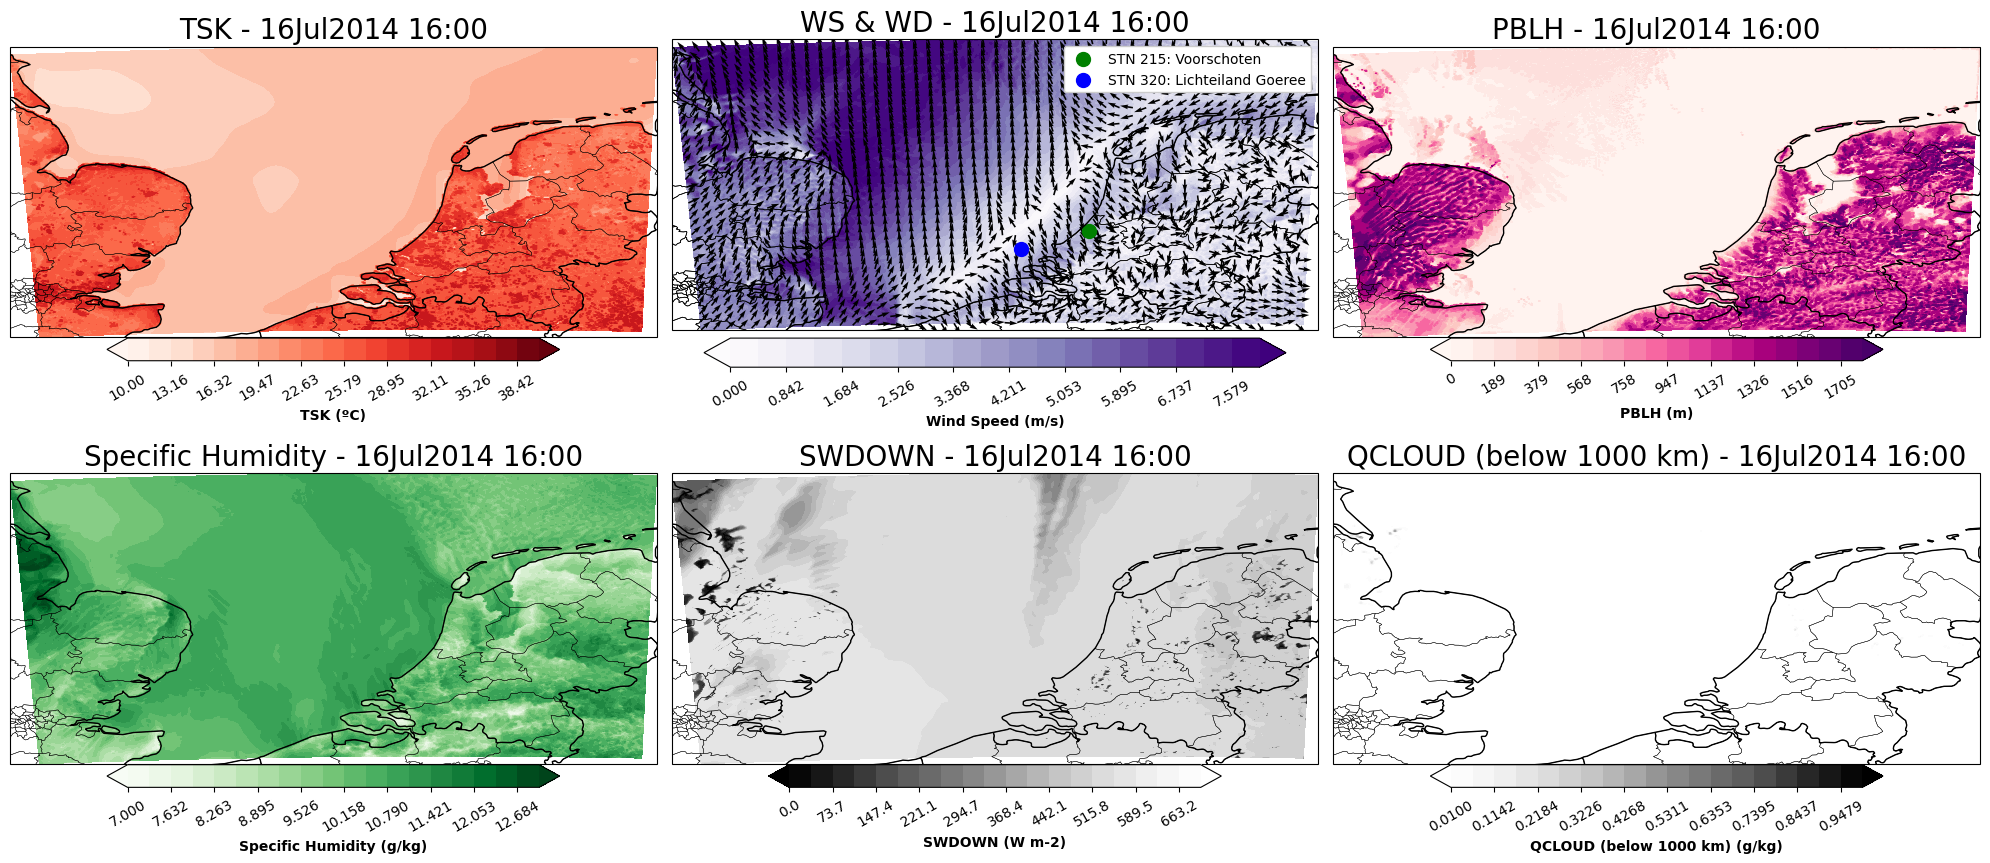 TSK - 16Jul2014 16:00
WS & WD - 16Jul2014 16:00
PBLH - 16Jul2014 16:00
STN 215: Voorschoten
STN 320: Lichteiland Goeree
10.00 13.16 16.32 19.47 22.63 25.79 28.95 32.11 35.26 38.42
TSK (ºC)
0.000 0.842 1.684 2.526 3.368 4.211 5.053 5.895 6.737 7.579
Wind Speed (m/s)
0 189 379 568 758 947 1137 1326 1516 1705
PBLH (m)
Specific Humidity - 16Jul2014 16:00
SWDOWN - 16Jul2014 16:00
QCLOUD (below 1000 km) - 16Jul2014 16:00
7.000 7.632 8.263 8.895 9.526 10.158 10.790 11.421 12.053 12.684
Specific Humidity (g/kg)
0.0 73.7 147.4 221.1 294.7 368.4 442.1 515.8 589.5 663.2
SWDOWN (W m-2)
0.0100 0.1142 0.2184 0.3226 0.4268 0.5311 0.6353 0.7395 0.8437 0.9479
QCLOUD (below 1000 km) (g/kg)